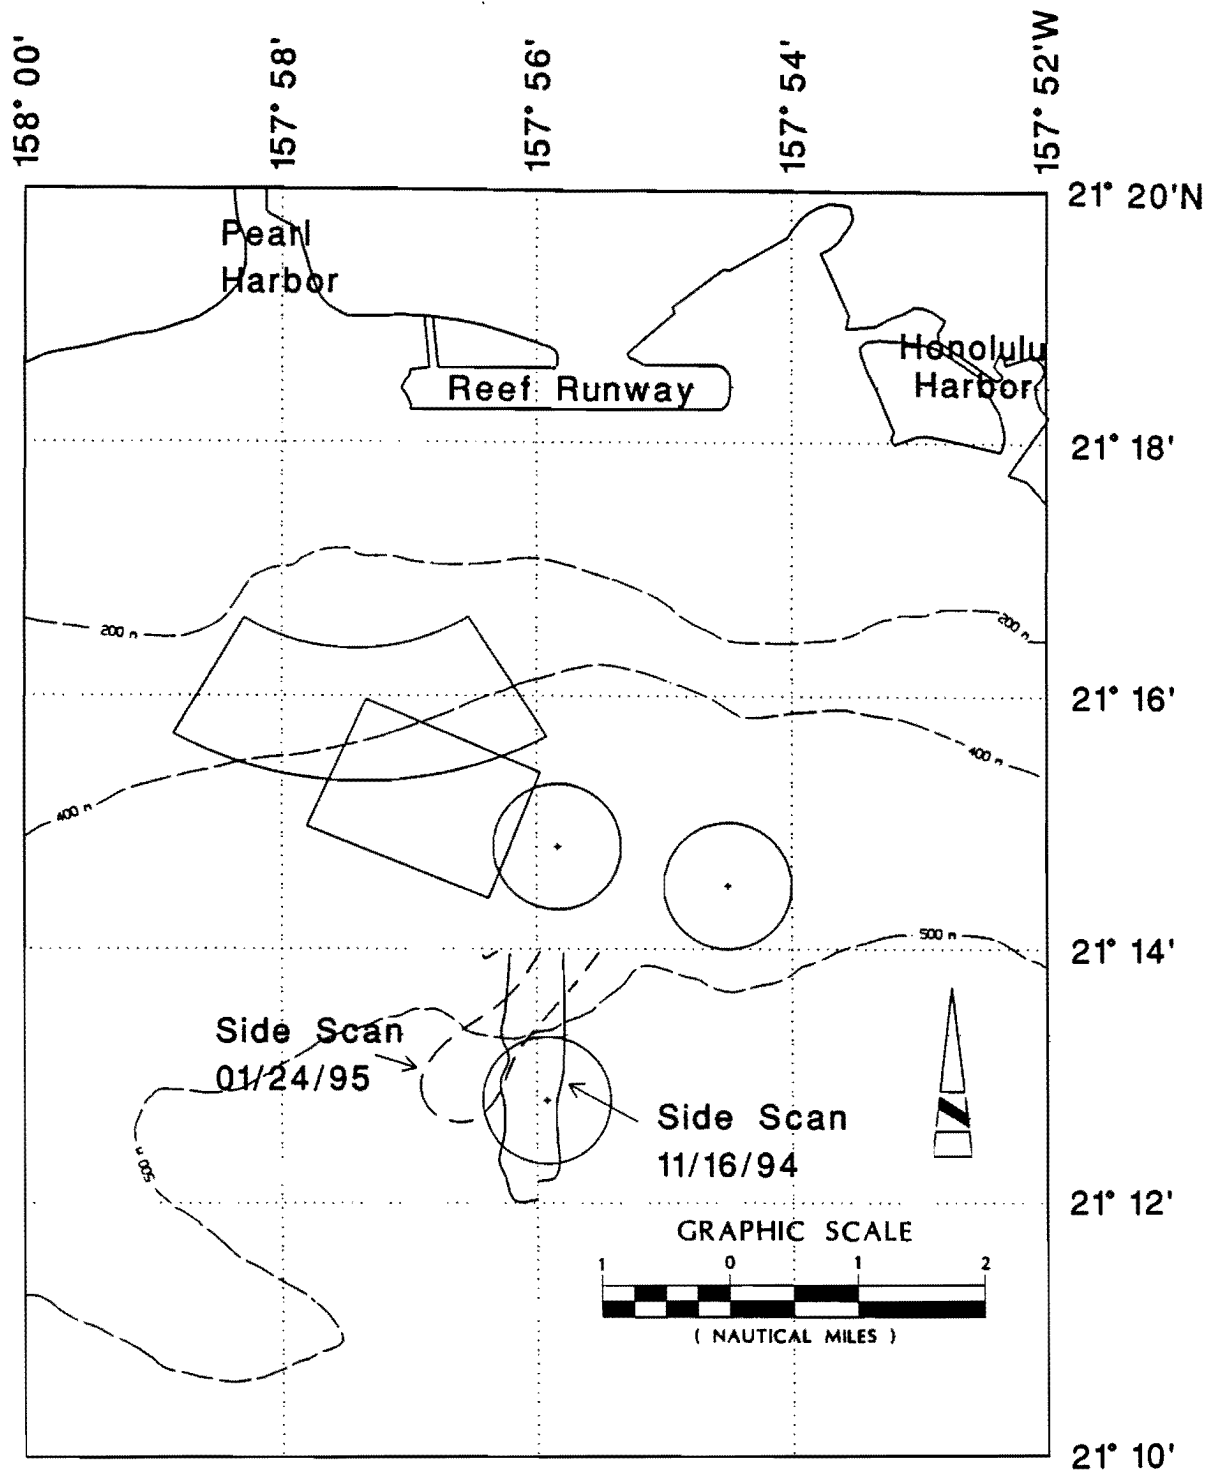 158° 00'
157° 58'
157° 56'
157° 54'
157° 52'W
21° 20'N
Pearl
Harbor
Honolulu
Harbor
Reef Runway
21° 18'
200 m
200 m
21° 16'
400 m
400 m
500 m
21° 14'
Side Scan
01/24/95
Side Scan
11/16/94
500 m
21° 12'
GRAPHIC SCALE
1 0 1 2
( NAUTICAL MILES )
21° 10'